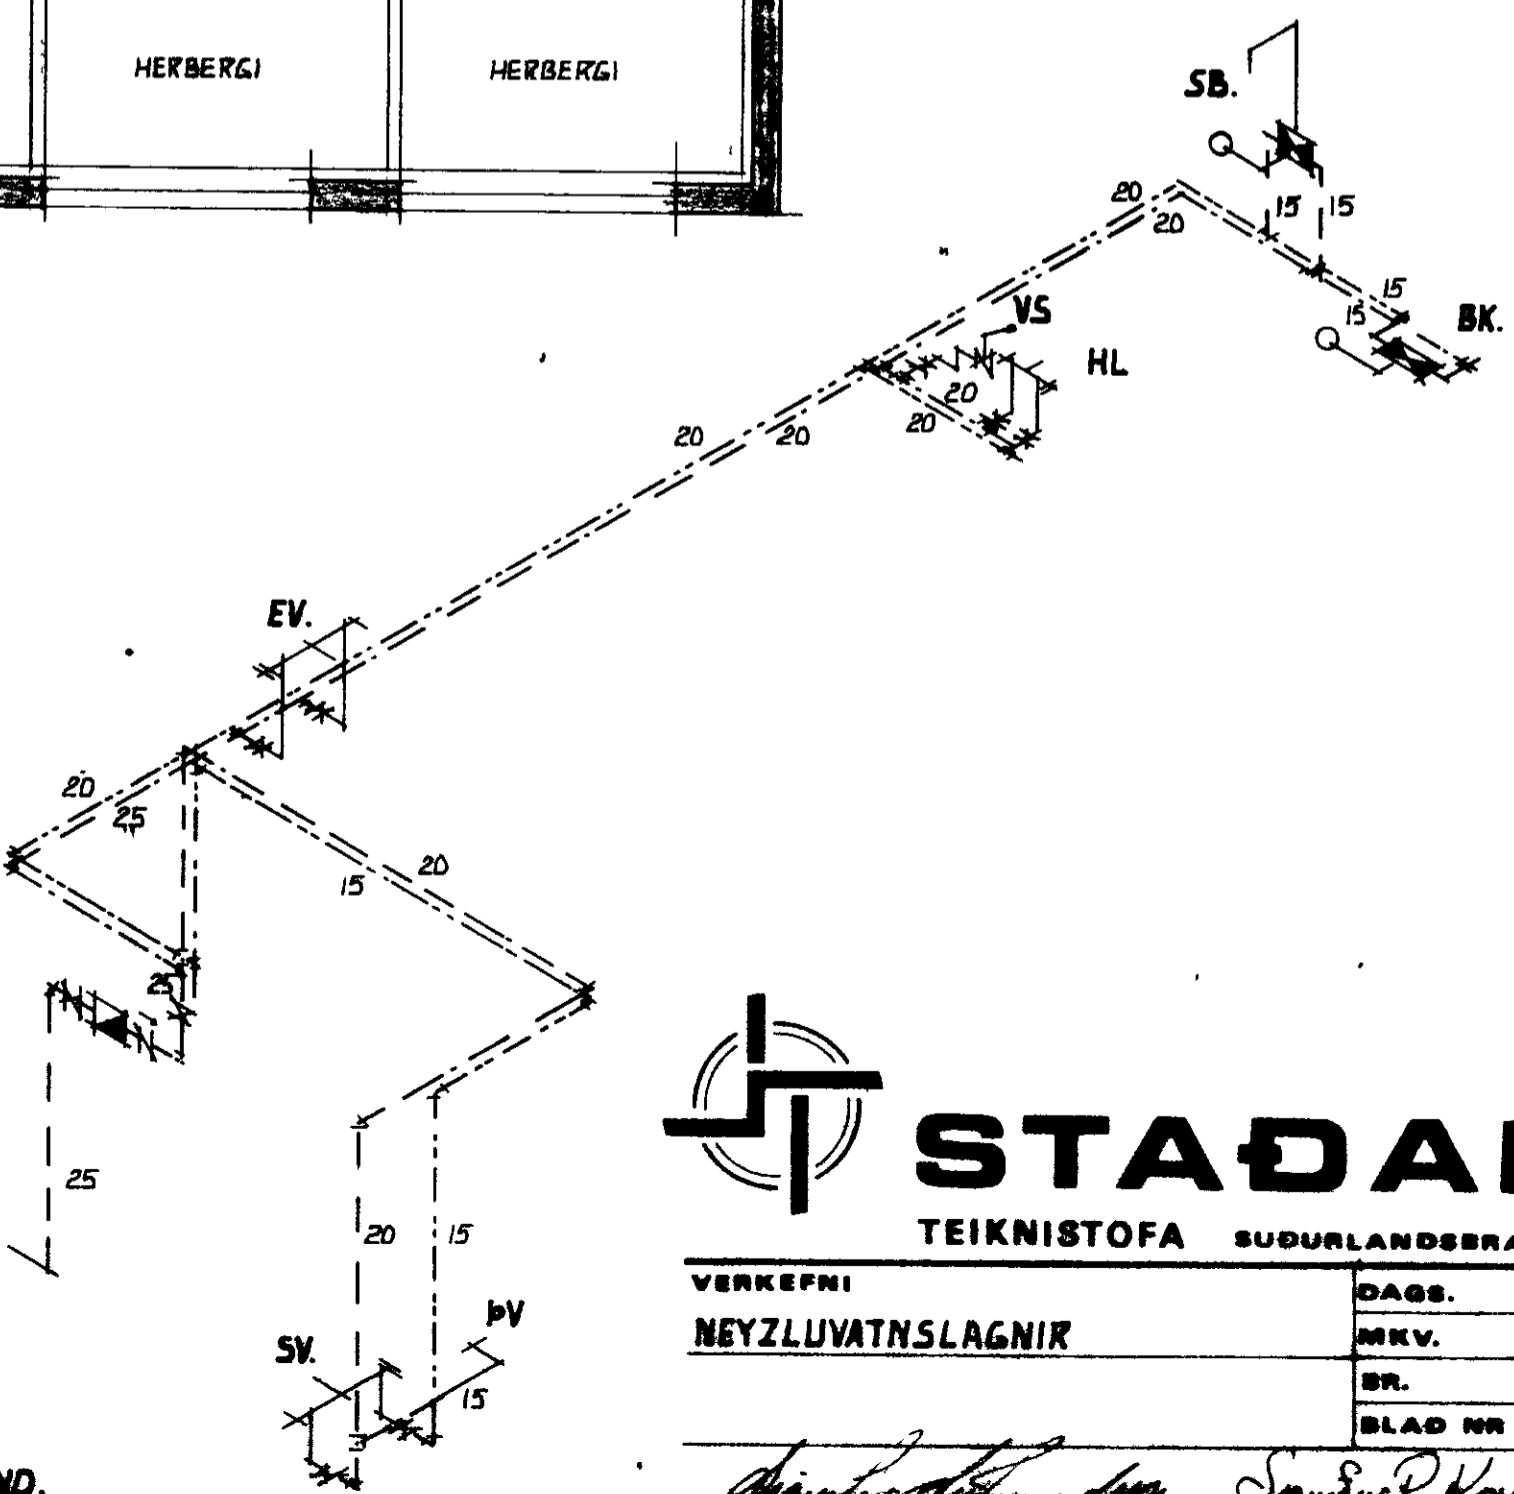 HERBERGI HERBERGI
SB.
20
20
15 15
15
15
BK.
VS
HL
20
20
20 20
EV.
20
25
20
15
25
25
20 15
ÞV
SV.
15
STAÐA
TEIKNISTOFA SUÐURLANDSBRA
VERKEFNI
NEYZLUVATNSLAGNIR
DAGS.
MKV.
BR.
BLAÐ NR
ND.